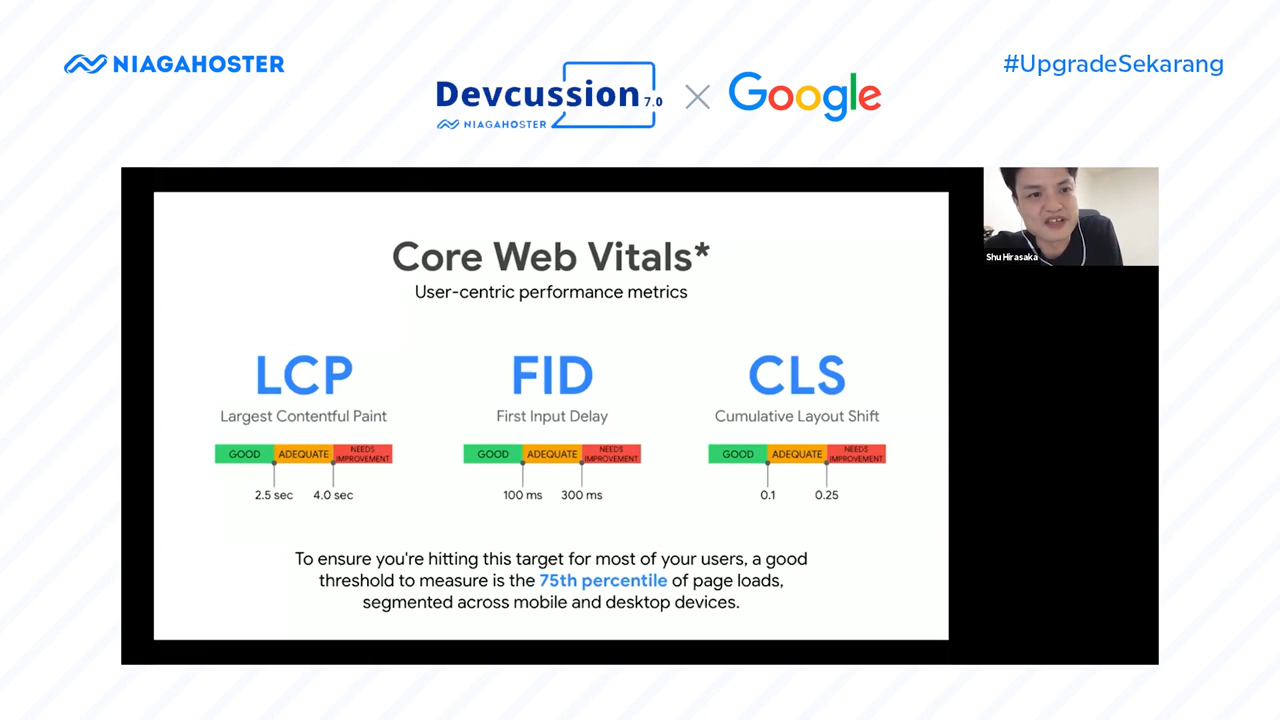 NIAGAHOSTER
Devcussion 7.0
NIAGAHOSTER
Google
#UpgradeSekarang
Shu Hirasaka
Core Web Vitals*
User-centric performance metrics
LCP
Largest Contentful Paint
GOOD
ADEQUATE
NEEDS
IMPROVEMENT
2.5 sec
4.0 sec
FID
First Input Delay
GOOD
ADEQUATE
NEEDS
IMPROVEMENT
100 ms
300 ms
CLS
Cumulative Layout Shift
GOOD
ADEQUATE
NEEDS
IMPROVEMENT
0.1
0.25
To ensure you're hitting this target for most of your users, a good
threshold to measure is the 75th percentile of page loads,
segmented across mobile and desktop devices.